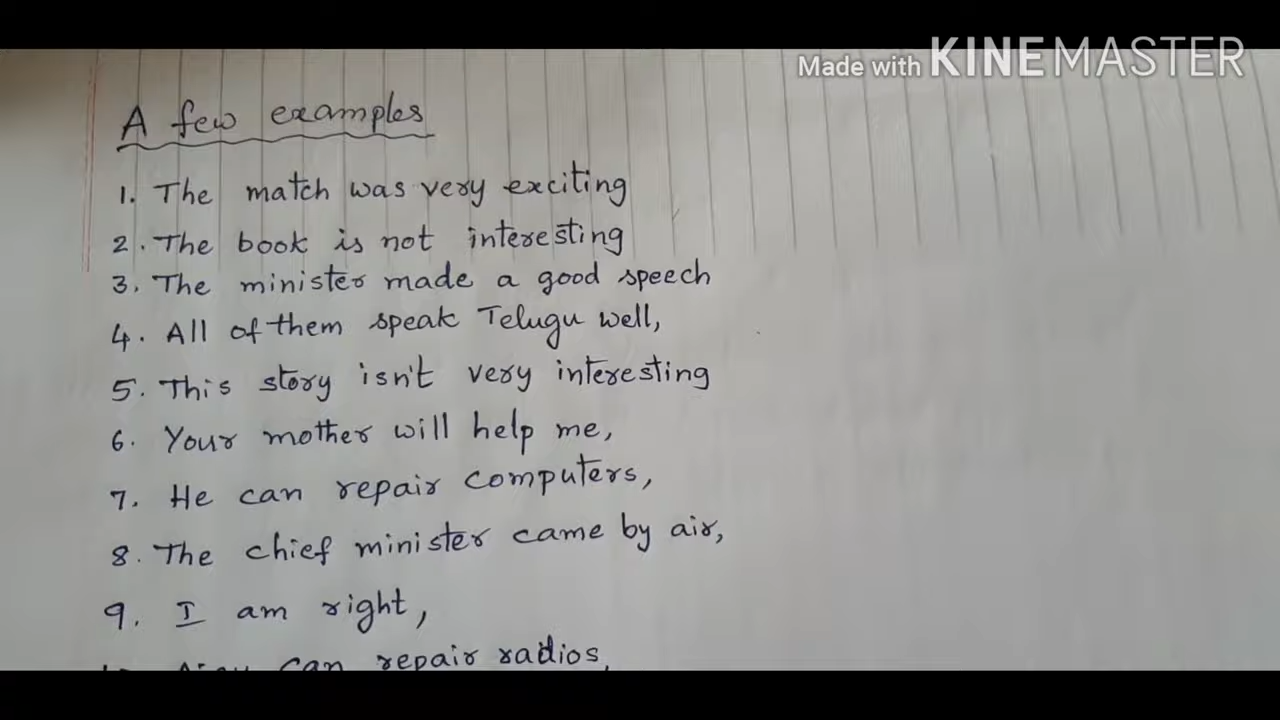 Made with KINEMASTER
A few examples
1. The match was very exciting
2. The book is not interesting
3. The minister made a good speech
4. All of them speak Telugu well,
5. This story isn't very interesting
6. Your mother will help me,
7. He can repair computers,
8. The chief minister came by air,
9. I am right,
can repair radios,